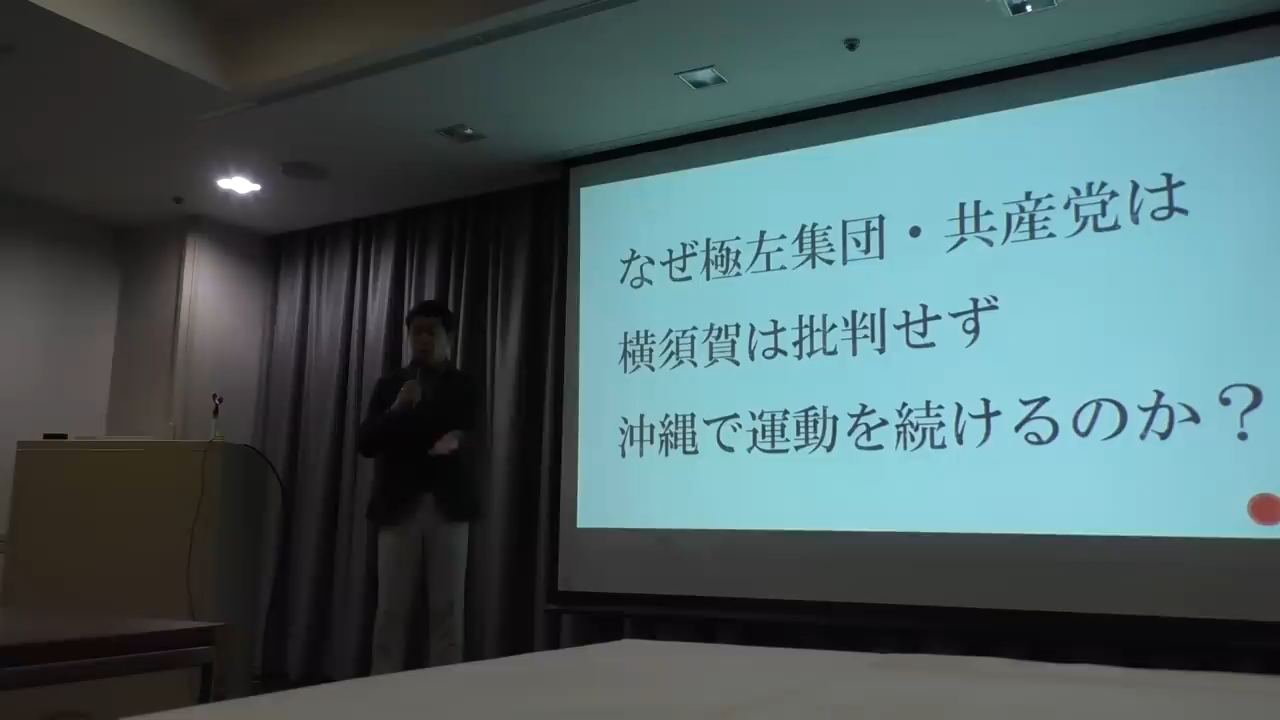 なぜ極左集団・共産党は
横須賀は批判せず
沖縄で運動を続けるのか？